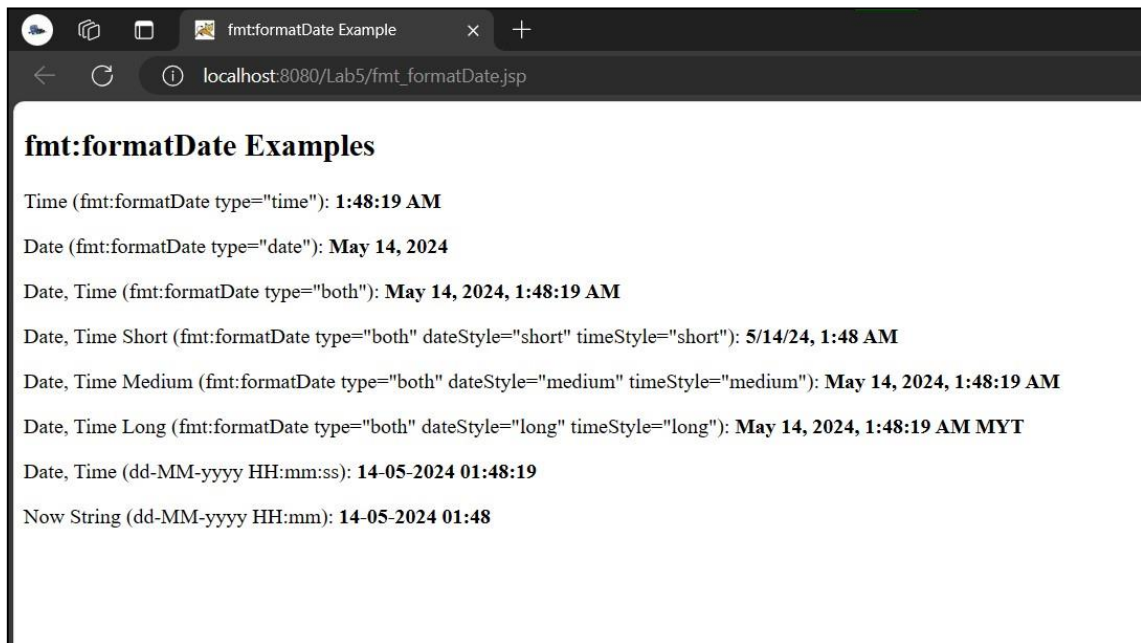 fmt:formatDate Example
localhost:8080/Lab5/fmt_formatDate.jsp
fmt:formatDate Examples
Time (fmt:formatDate type="time"): 1:48:19 AM
Date (fmt:formatDate type="date"): May 14, 2024
Date, Time (fmt:formatDate type="both"): May 14, 2024, 1:48:19 AM
Date, Time Short (fmt:formatDate type="both" dateStyle="short" timeStyle="short"): 5/14/24, 1:48 AM
Date, Time Medium (fmt:formatDate type="both" dateStyle="medium" timeStyle="medium"): May 14, 2024, 1:48:19 AM
Date, Time Long (fmt:formatDate type="both" dateStyle="long" timeStyle="long"): May 14, 2024, 1:48:19 AM MYT
Date, Time (dd-MM-yyyy HH:mm:ss): 14-05-2024 01:48:19
Now String (dd-MM-yyyy HH:mm): 14-05-2024 01:48